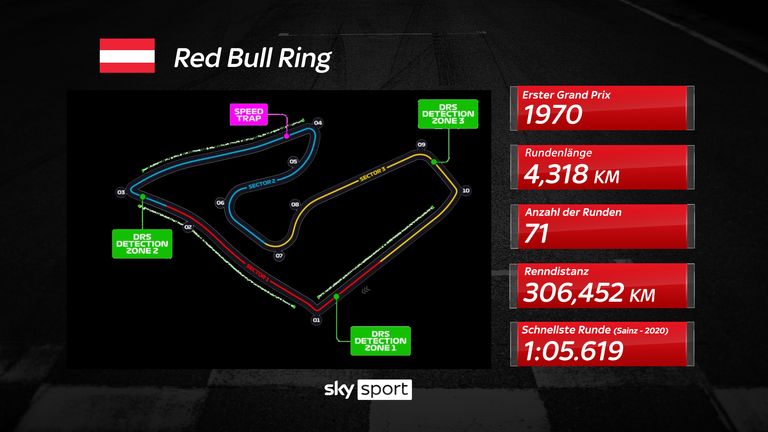 Red Bull Ring
SPEED
TRAP
DRS
DETECTION
ZONE 3
04
09
05
SECTOR 3
SECTOR 2
03
10
06
08
02
DRS
DETECTION
ZONE 2
07
SECTOR 1
01
DRS
DETECTION
ZONE 1
Erster Grand Prix
1970
Rundenlänge
4,318 KM
Anzahl der Runden
71
Renndistanz
306,452 KM
Schnellste Runde (Sainz - 2020)
1:05.619
sky sport